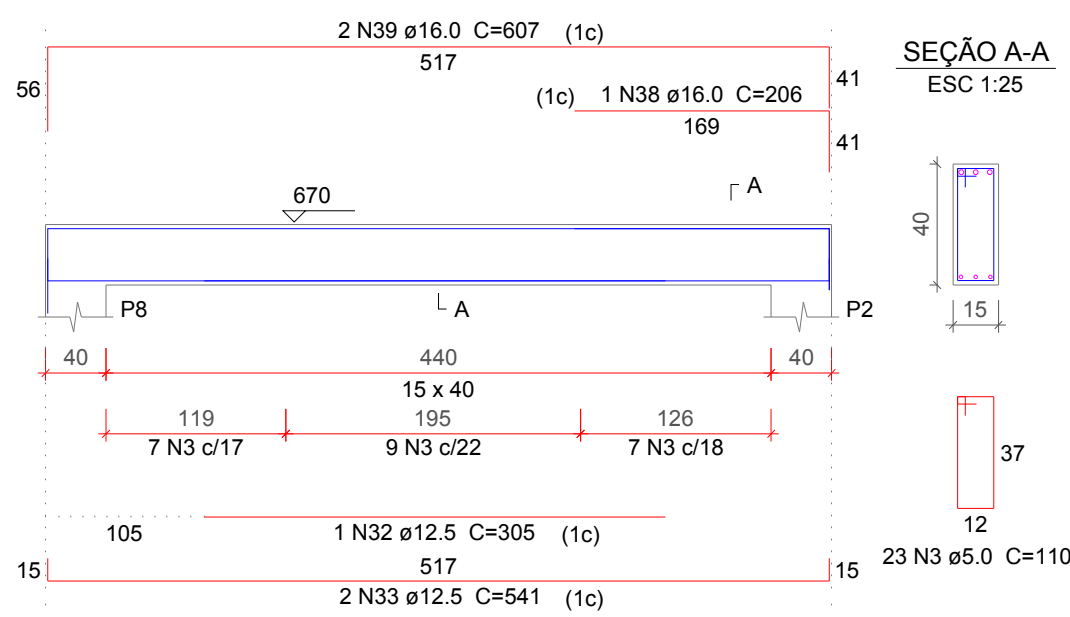 2 N39 ø16.0 C=607 (1c)
517
56
41
(1c) 1 N38 ø16.0 C=206
169
41
SEÇÃO A-A
ESC 1:25
670
A
A
P8
P2
40
15
40 440 40
15 x 40
119 195 126
7 N3 c/17 9 N3 c/22 7 N3 c/18
37
12
23 N3 ø5.0 C=110
105
1 N32 ø12.5 C=305 (1c)
15 517 15
2 N33 ø12.5 C=541 (1c)